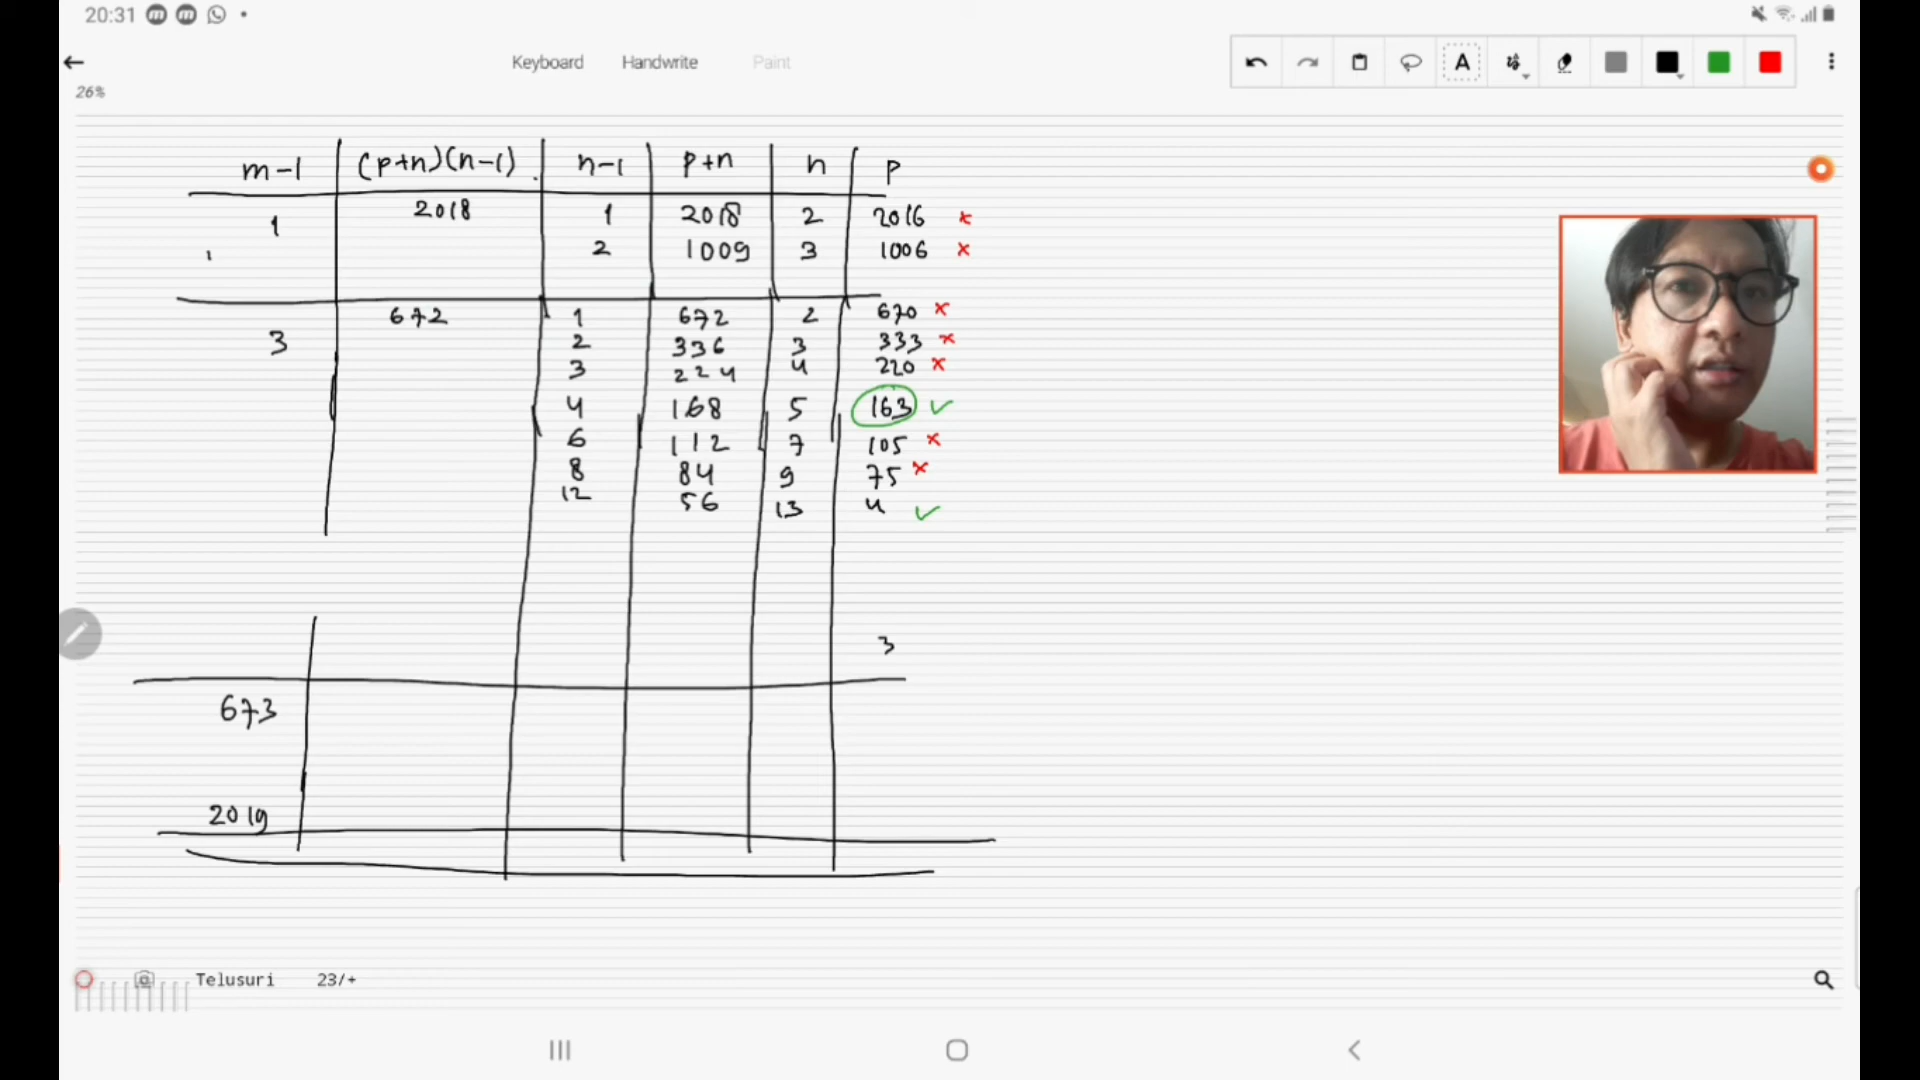 20:31
Keyboard Handwrite Paint
A
26%
m-1 (p+n)(n-1) n-1 p+n n p
1 2018 1 2018 2 2016 x
2 1009 3 1006 x
3 672 1 672 2 670 x
2 336 3 333 x
3 224 4 220 x
4 168 5 163 ✓
6 112 7 105 x
8 84 9 75 x
12 56 13 4 ✓
3
673
2019
Telusuri 23/+